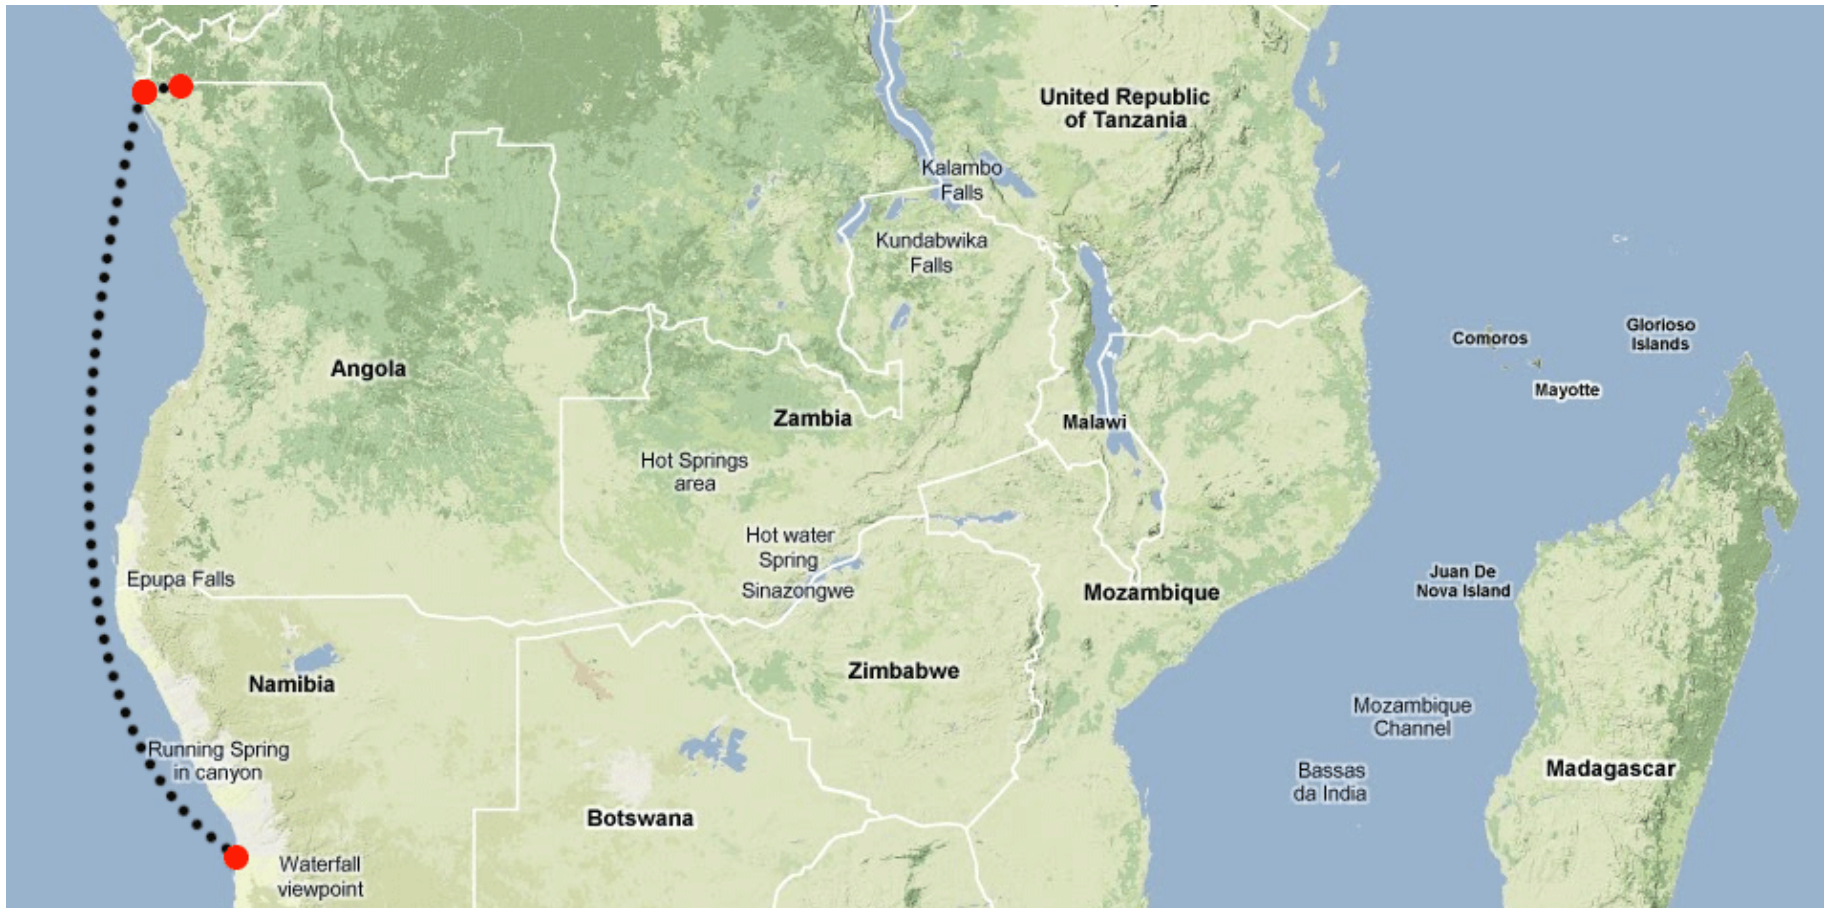 United Republic
of Tanzania
Kalambo
Falls
Kundabwika
Falls
Angola
Zambia
Malawi
Comoros
Glorioso
Islands
Mayotte
Hot Springs
area
Hot water
Spring
Sinazongwe
Epupa Falls
Mozambique
Juan De
Nova Island
Namibia
Zimbabwe
Mozambique
Channel
Running Spring
in canyon
Bassas
da India
Madagascar
Botswana
Waterfall
viewpoint